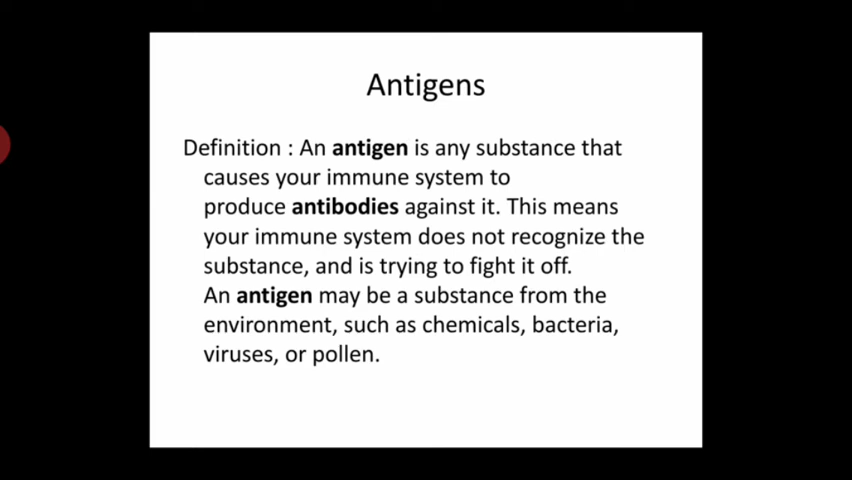 Antigens
Definition : An antigen is any substance that
causes your immune system to
produce antibodies against it. This means
your immune system does not recognize the
substance, and is trying to fight it off.
An antigen may be a substance from the
environment, such as chemicals, bacteria,
viruses, or pollen.